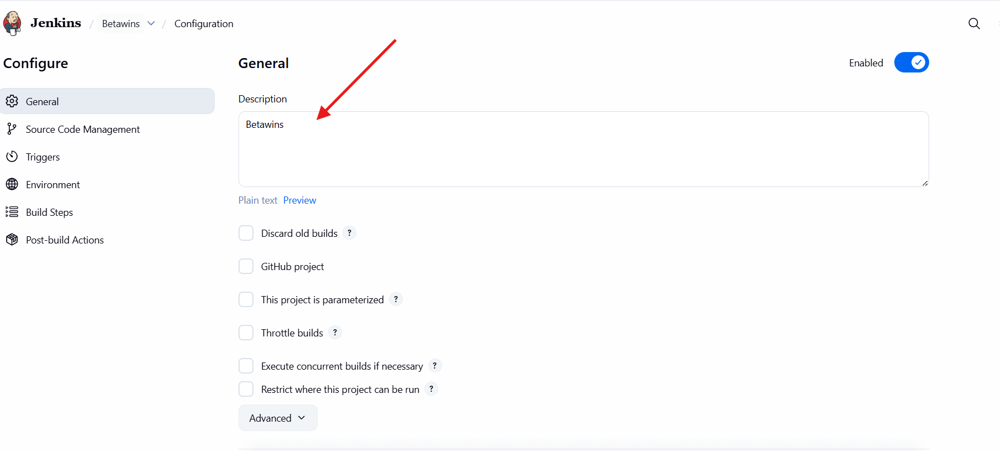 Jenkins / Betawins / Configuration
Configure
General
Source Code Management
Triggers
Environment
Build Steps
Post-build Actions
General
Enabled
Description
Betawins
Plain text Preview
Discard old builds ?
GitHub project
This project is parameterized ?
Throttle builds ?
Execute concurrent builds if necessary ?
Restrict where this project can be run ?
Advanced